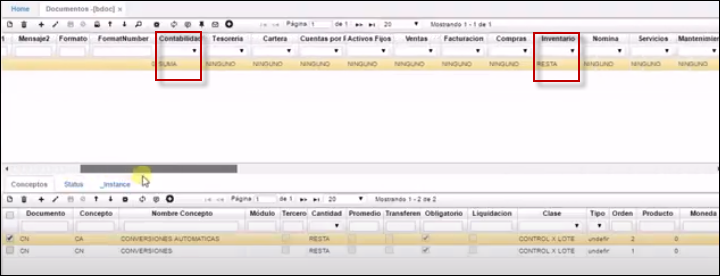 Home Documentos -[bdoc] ×
Página 1 de 1 20 Mostrando 1 - 1 de 1
Mensaje2 Formato FormatNumber Contabilidad Tesoreria Cartera Cuentas por F Activos Fijos Ventas Facturacion Compras Inventario Nomina Servicios Mantenimie
SUMA NINGUNO NINGUNO NINGUNO NINGUNO NINGUNO NINGUNO NINGUNO RESTA NINGUNO NINGUNO NINGUNO
Conceptos Status _Instance
Página 1 de 1 20 Mostrando 1 - 2 de 2
Documento Concepto Nombre Concepto Módulo Tercero Cantidad Promedio Transferen Obligatorio Liquidacion Clase Tipo Orden Producto Moneda
CN CA CONVERSIONES AUTOMATICAS RESTA CONTROL X LOTE undefir 2 0
CN CN CONVERSIONES RESTA CONTROL X LOTE undefir 1 0